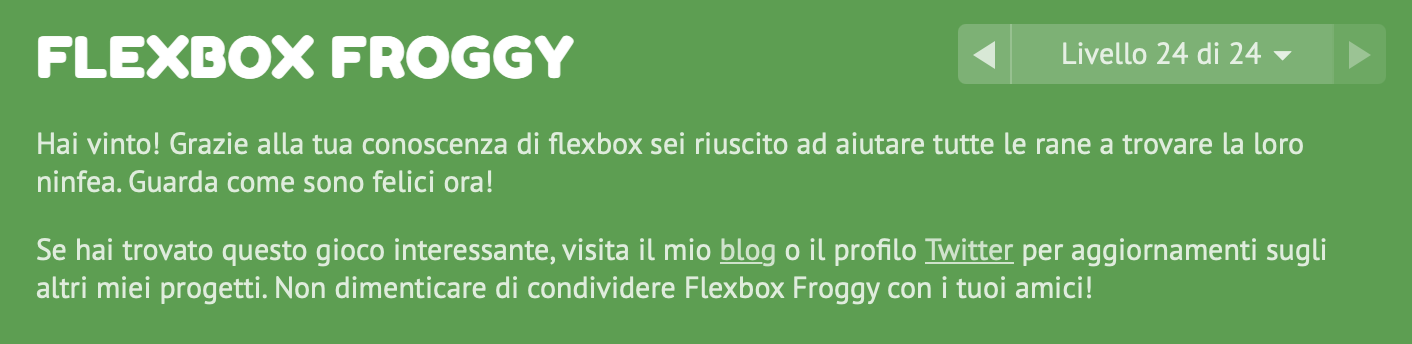 FLEXBOX FROGGY
Livello 24 di 24
Hai vinto! Grazie alla tua conoscenza di flexbox sei riuscito ad aiutare tutte le rane a trovare la loro
ninfea. Guarda come sono felici ora!
Se hai trovato questo gioco interessante, visita il mio blog o il profilo Twitter per aggiornamenti sugli
altri miei progetti. Non dimenticare di condividere Flexbox Froggy con i tuoi amici!